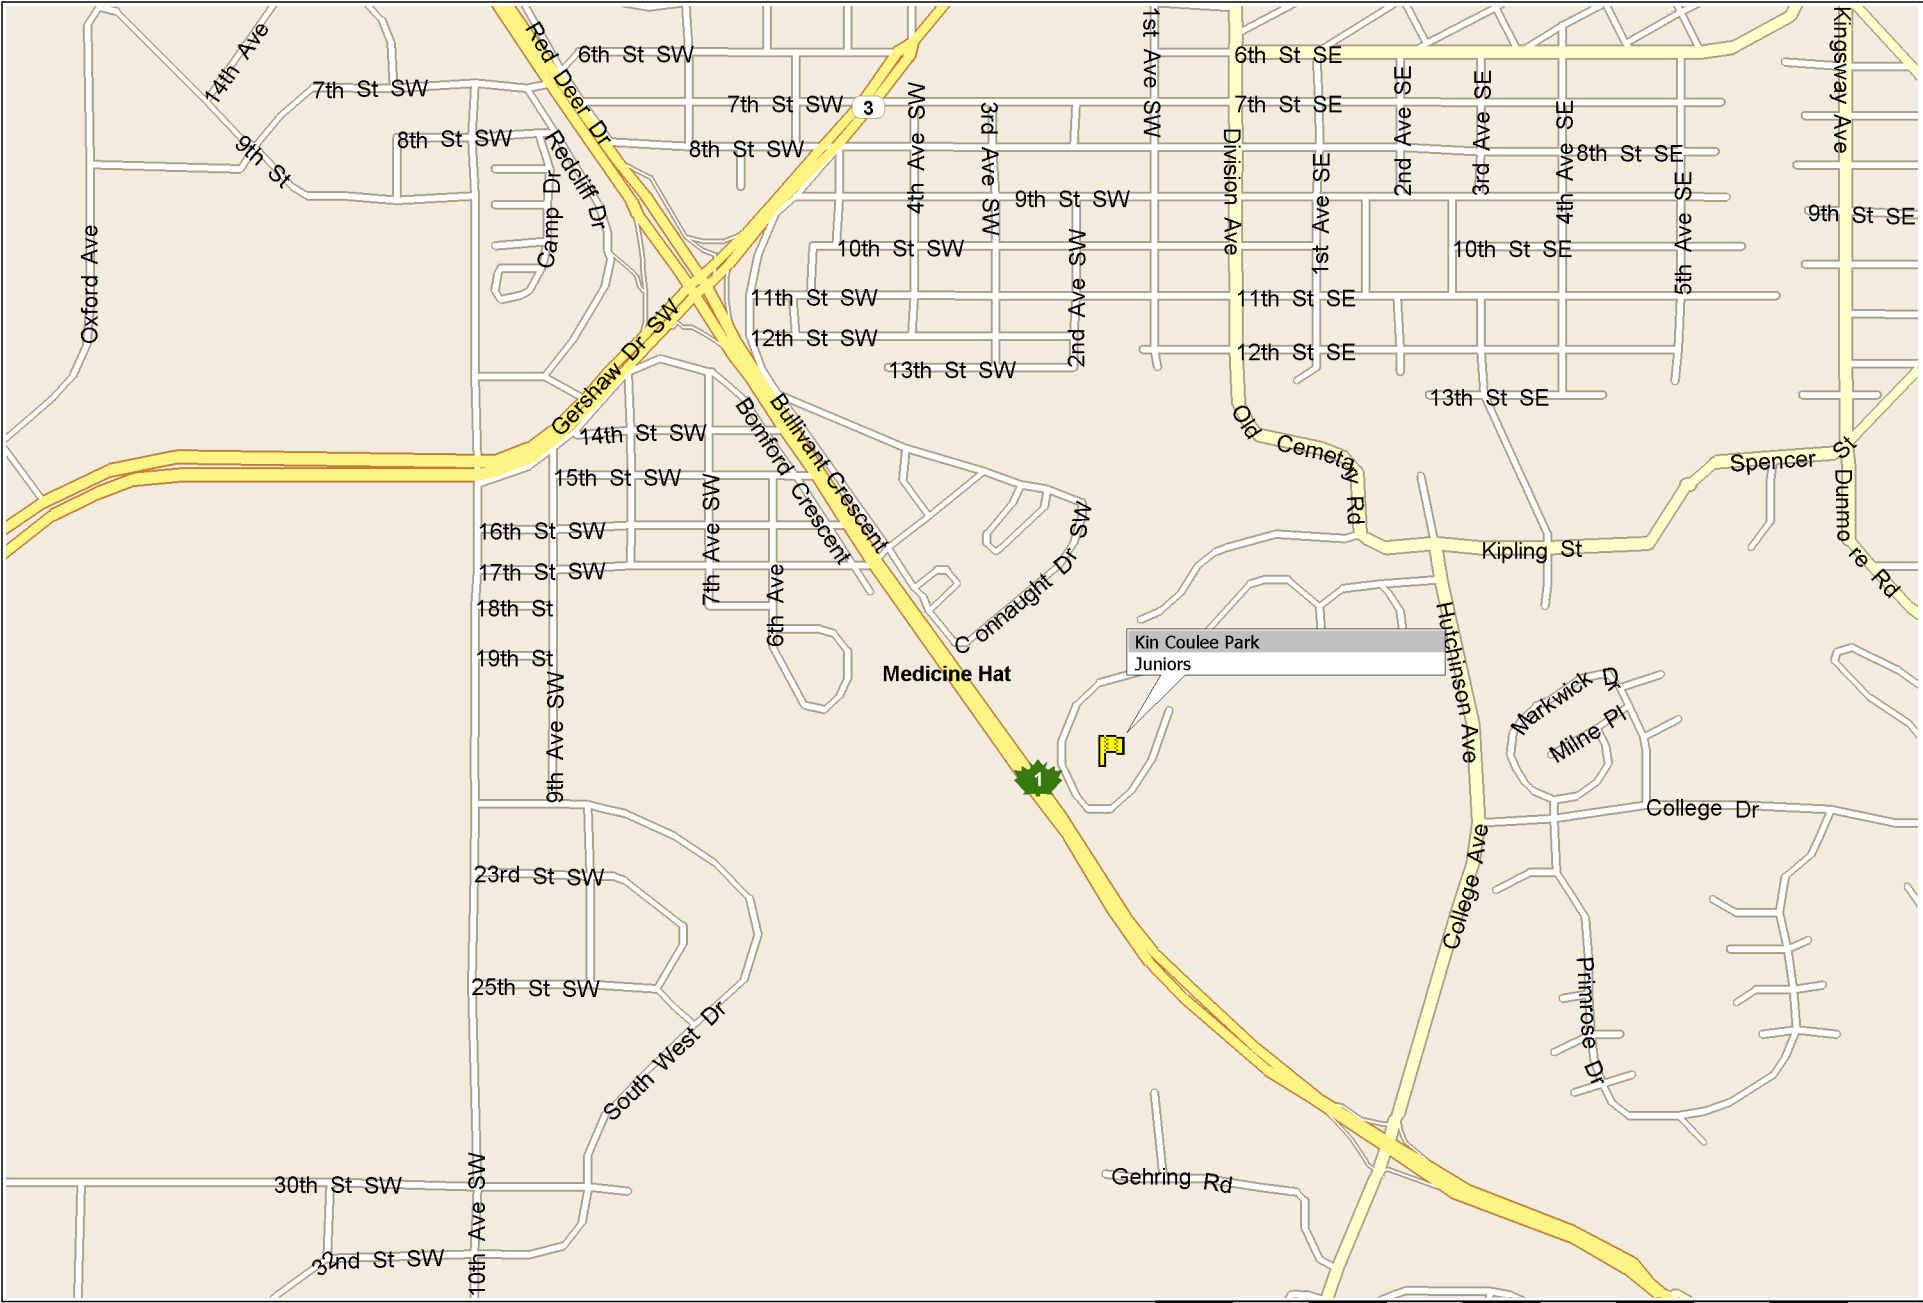 Red Deer Dr
6th St SW
1st Ave SW
6th St SE
Kingsway Ave
14th Ave
7th St SW
7th St SW
3
4th Ave SW
3rd Ave SW
7th St SE
2nd Ave SE
3rd Ave SE
4th Ave SE
8th St SW
Redcliff Dr
8th St SW
Division Ave
1st Ave SE
8th St SE
9th St
Camp Dr
9th St SW
5th Ave SE
9th St SE
Oxford Ave
10th St SW
2nd Ave SW
10th St SE
11th St SW
11th St SE
Gershaw Dr SW
12th St SW
12th St SE
13th St SW
13th St SE
Bomford Crescent
Bullivant Crescent
Old Cemetary Rd
14th St SW
Spencer St
15th St SW
7th Ave SW
Dunmo re Rd
16th St SW
Kipling St
17th St SW
C onnaught Dr SW
18th St
6th Ave
Hutchinson Ave
Kin Coulee Park
Juniors
19th St
Medicine Hat
Markwick D r
Milne Pl
9th Ave SW
1
College Dr
23rd St SW
College Ave
25th St SW
Primrose Dr
South West Dr
30th St SW
10th Ave SW
Gehring Rd
32nd St SW